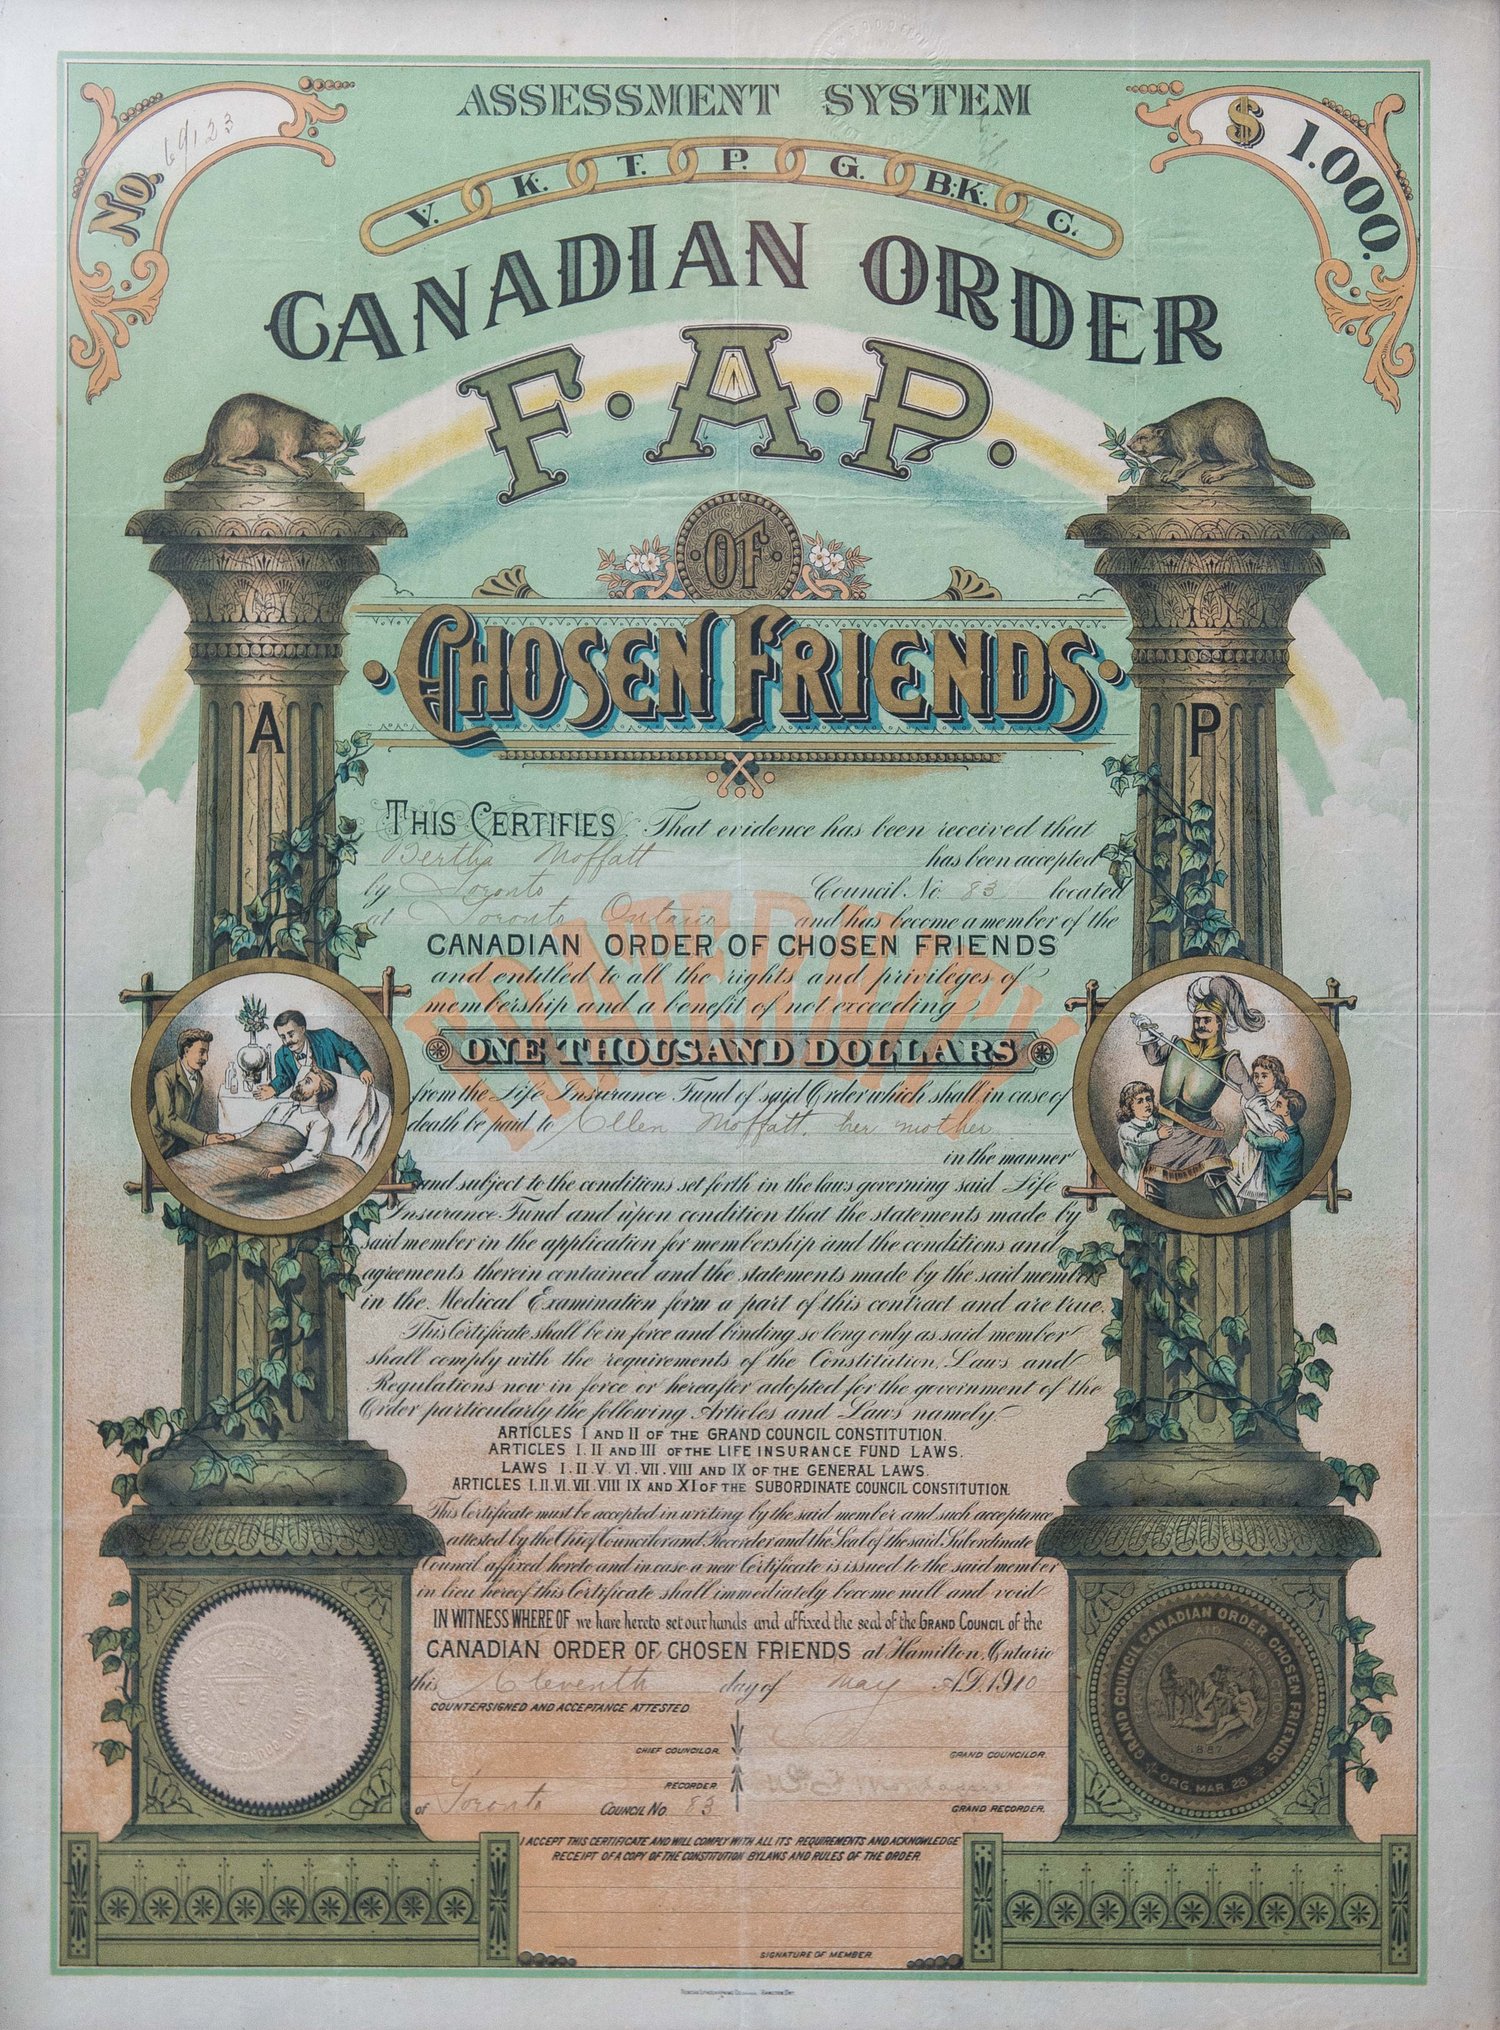 ASSESSMENT SYSTEM
No. 69123
$ 1.000.
V. K. T. P. G. B.K. C.
CANADIAN ORDER
F. A. P.
OF
CHOSEN FRIENDS
A
P
FRATERNITY
THIS CERTIFIES That evidence has been received that
Bertha Moffatt has been accepted
by Toronto Council No. 83 located
at Toronto Ontario and has become a member of the
CANADIAN ORDER OF CHOSEN FRIENDS
and entitled to all the rights and privileges of
membership and a benefit of not exceeding
ONE THOUSAND DOLLARS
from the Life Insurance Fund of said Order which shall in case of
death be paid to Ellen Moffatt, her mother
in the manner
and subject to the conditions set forth in the laws governing said Life
Insurance Fund and upon condition that the statements made by
said member in the application for membership and the conditions and
agreements therein contained and the statements made by the said member
in the Medical Examination form a part of this contract and are true.
This Certificate shall be in force and binding so long only as said member
shall comply with the requirements of the Constitution, Laws and
Regulations now in force or hereafter adopted for the government of the
Order particularly the following Articles and Laws namely
ARTICLES I AND II OF THE GRAND COUNCIL CONSTITUTION.
ARTICLES I. II AND III OF THE LIFE INSURANCE FUND LAWS.
LAWS I. II. V. VI. VII. VIII AND IX OF THE GENERAL LAWS.
ARTICLES I. II. VI. VII. VIII IX AND XI OF THE SUBORDINATE COUNCIL CONSTITUTION.
This Certificate must be accepted in writing by the said member and such acceptance
attested by the Chief Councilor and Recorder and the Seal of the said Subordinate
Council affixed hereto and in case a new Certificate is issued to the said member
in lieu hereof this Certificate shall immediately become null and void
IN WITNESS WHERE OF we have hereto set our hands and affixed the seal of the GRAND COUNCIL of the
CANADIAN ORDER OF CHOSEN FRIENDS at Hamilton, Ontario
this Eleventh day of May A.D. 1910
COUNTERSIGNED AND ACCEPTANCE ATTESTED
CHIEF COUNCILOR
GRAND COUNCILOR.
RECORDER
of Toronto COUNCIL No 83
GRAND RECORDER.
I ACCEPT THIS CERTIFICATE AND WILL COMPLY WITH ALL ITS REQUIREMENTS AND ACKNOWLEDGE
RECEIPT OF A COPY OF THE CONSTITUTION BYLAWS AND RULES OF THE ORDER.
SIGNATURE OF MEMBER
GRAND COUNCIL CANADIAN ORDER CHOSEN FRIENDS
FRATERNITY AID PROTECTION
1887
ORG. MAR. 28